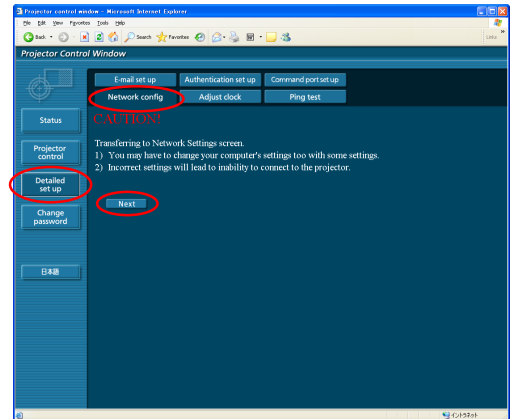 Projector control window - Microsoft Internet Explorer
File Edit View Favorites Tools Help
Back Search Favorites Links
Projector Control Window
E-mail set up Authentication set up Command port set up
Network config Adjust clock Ping test
Status
CAUTION!
Transferring to Network Settings screen.
1) You may have to change your computer's settings too with some settings.
2) Incorrect settings will lead to inability to connect to the projector.
Projector
control
Detailed
set up
Next
Change
password
日本語
イントラネット